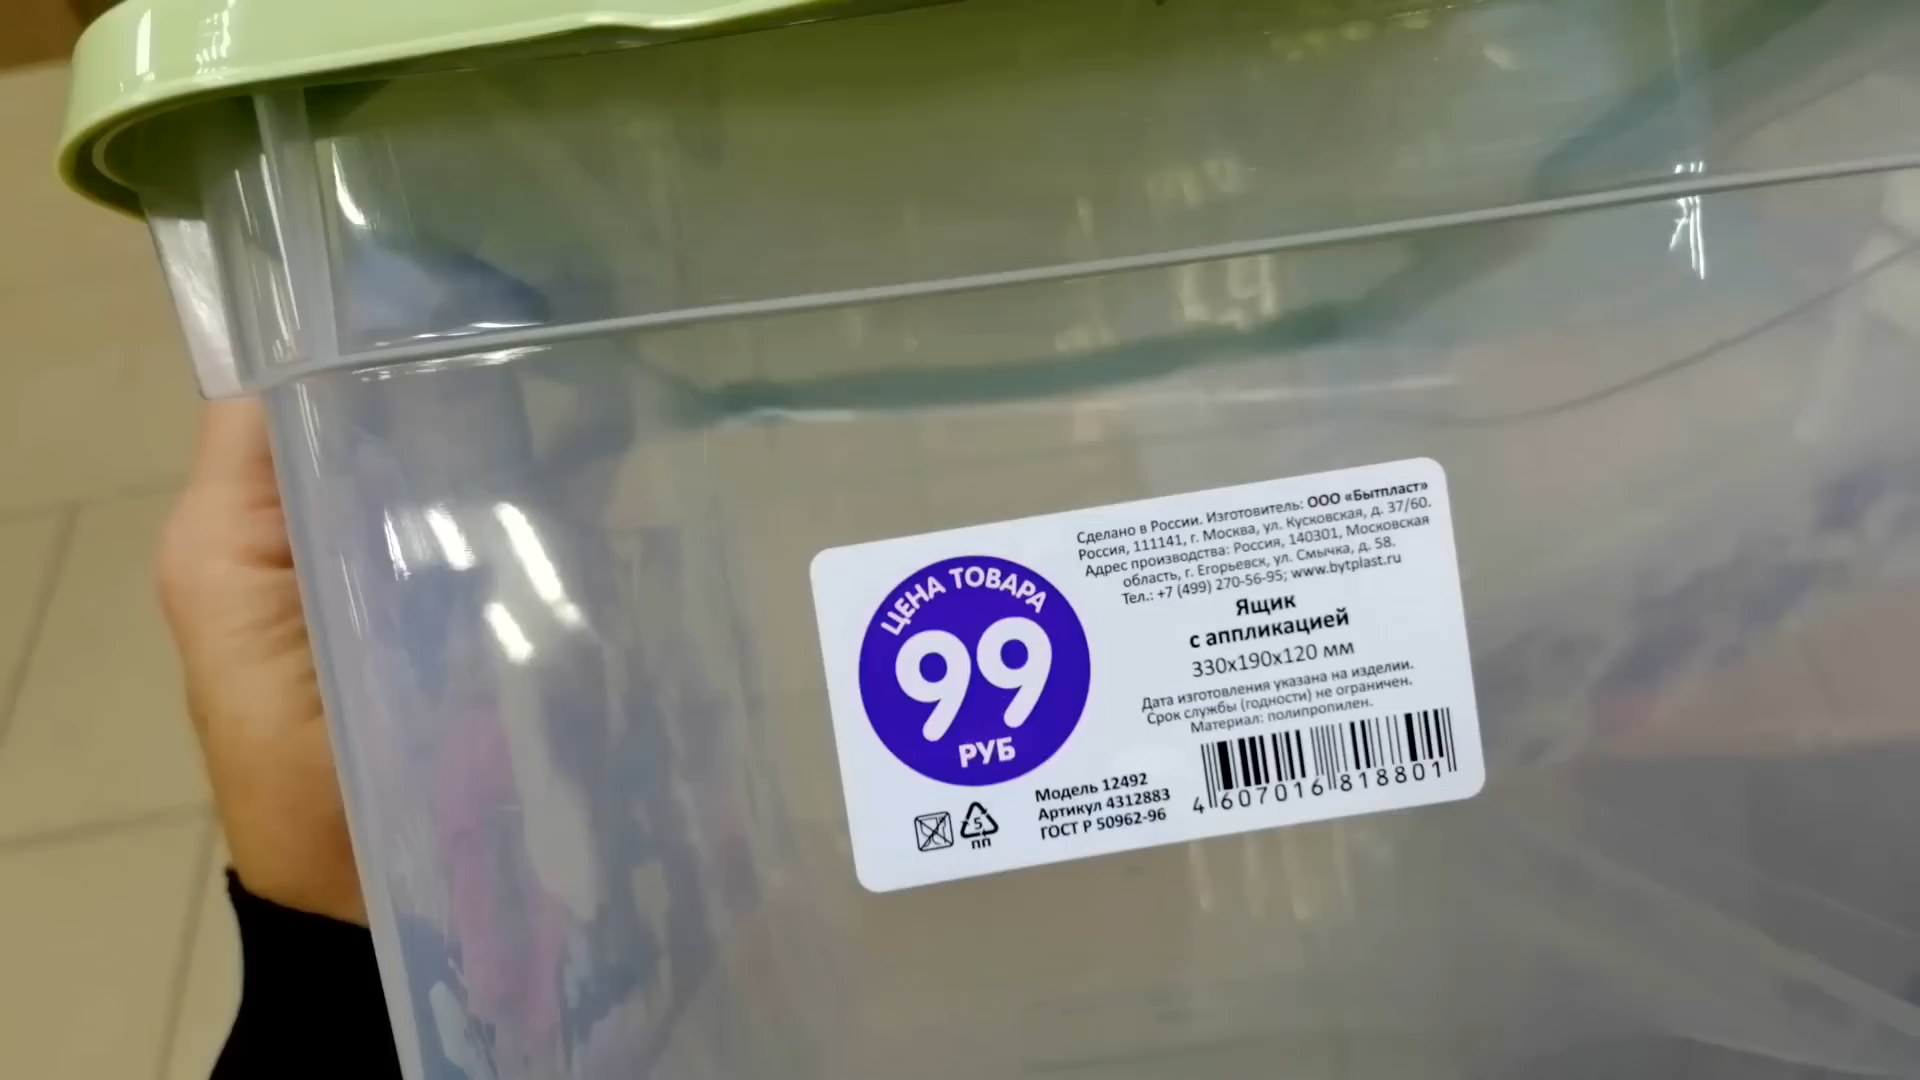 Сделано в России. Изготовитель: ООО «Бытпласт»
Россия, 111141, г. Москва, ул. Кусковская, д. 37/60.
Адрес производства: Россия, 140301, Московская
область, г. Егорьевск, ул. Смычка, д. 58.
Тел.: +7 (499) 270-56-95; www.bytplast.ru
ЦЕНА ТОВАРА
99
РУБ
Ящик
с аппликацией
330х190х120 мм
Дата изготовления указана на изделии.
Срок службы (годности) не ограничен.
Материал: полипропилен.
5
ПП
Модель 12492
Артикул 4312883
ГОСТ Р 50962-96
4 607016 818801